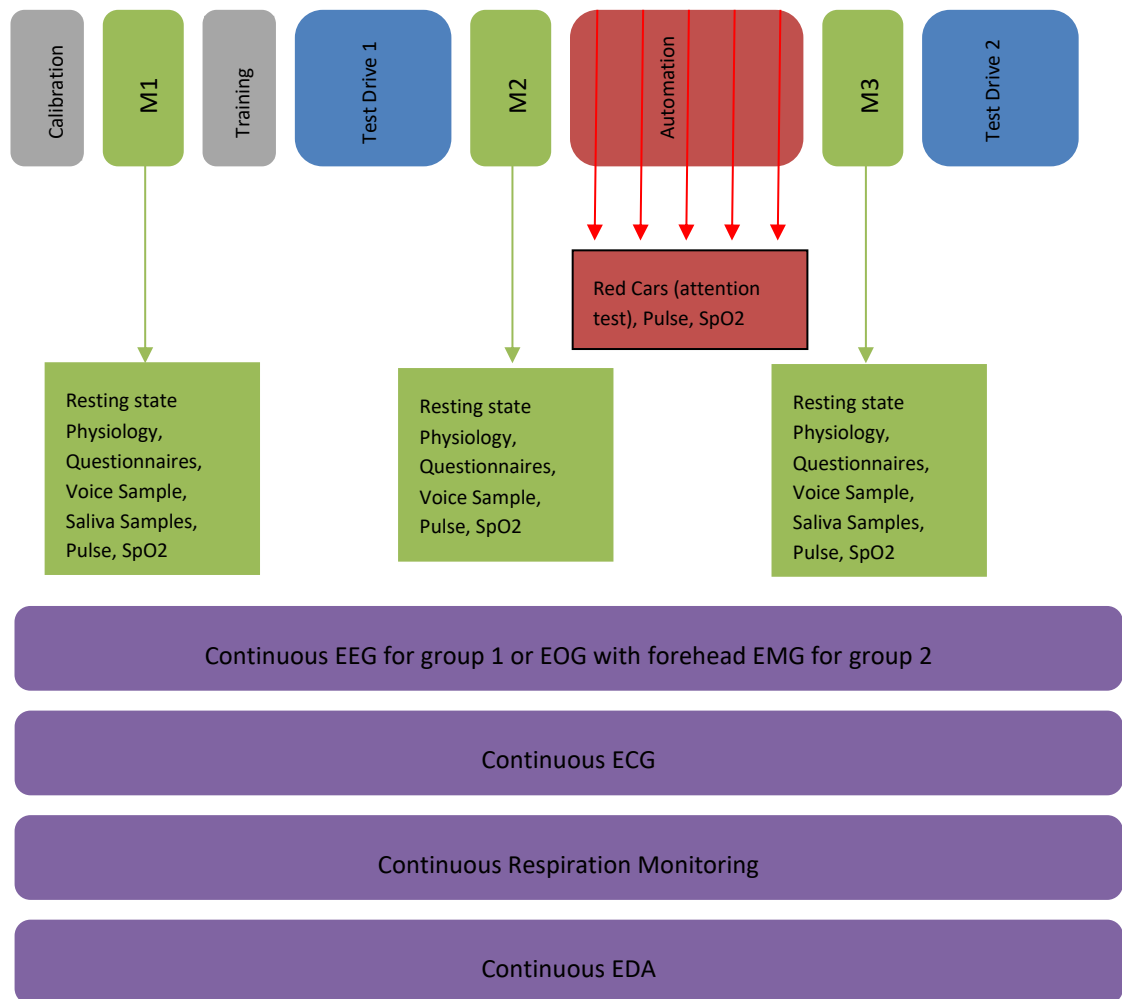 Calibration
M1
Training
Test Drive 1
M2
Automation
M3
Test Drive 2
Red Cars (attention
test), Pulse, SpO2
Resting state
Physiology,
Questionnaires,
Voice Sample,
Saliva Samples,
Pulse, SpO2
Resting state
Physiology,
Questionnaires,
Voice Sample,
Pulse, SpO2
Resting state
Physiology,
Questionnaires,
Voice Sample,
Saliva Samples,
Pulse, SpO2
Continuous EEG for group 1 or EOG with forehead EMG for group 2
Continuous ECG
Continuous Respiration Monitoring
Continuous EDA